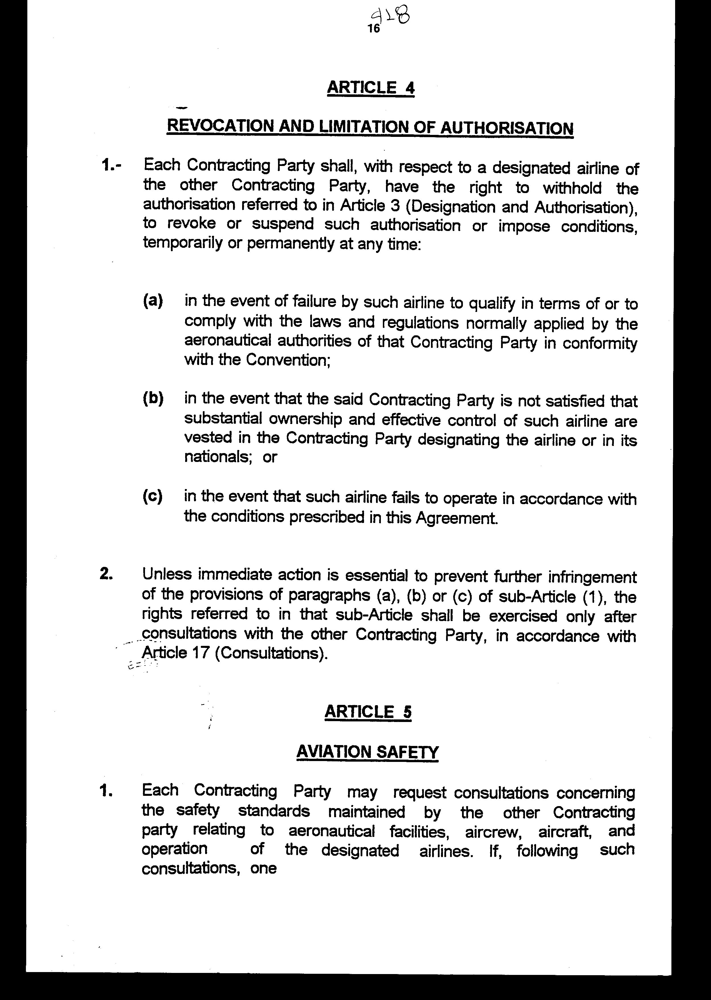 928
16
ARTICLE 4
REVOCATION AND LIMITATION OF AUTHORISATION
1.- Each Contracting Party shall, with respect to a designated airline of
the other Contracting Party, have the right to withhold the
authorisation referred to in Article 3 (Designation and Authorisation),
to revoke or suspend such authorisation or impose conditions,
temporarily or permanently at any time:
(a) in the event of failure by such airline to qualify in terms of or to
comply with the laws and regulations normally applied by the
aeronautical authorities of that Contracting Party in conformity
with the Convention;
(b) in the event that the said Contracting Party is not satisfied that
substantial ownership and effective control of such airline are
vested in the Contracting Party designating the airline or in its
nationals; or
(c) in the event that such airline fails to operate in accordance with
the conditions prescribed in this Agreement.
2. Unless immediate action is essential to prevent further infringement
of the provisions of paragraphs (a), (b) or (c) of sub-Article (1), the
rights referred to in that sub-Article shall be exercised only after
consultations with the other Contracting Party, in accordance with
Article 17 (Consultations).
ARTICLE 5
AVIATION SAFETY
1. Each Contracting Party may request consultations concerning
the safety standards maintained by the other Contracting
party relating to aeronautical facilities, aircrew, aircraft, and
operation of the designated airlines. If, following such
consultations, one